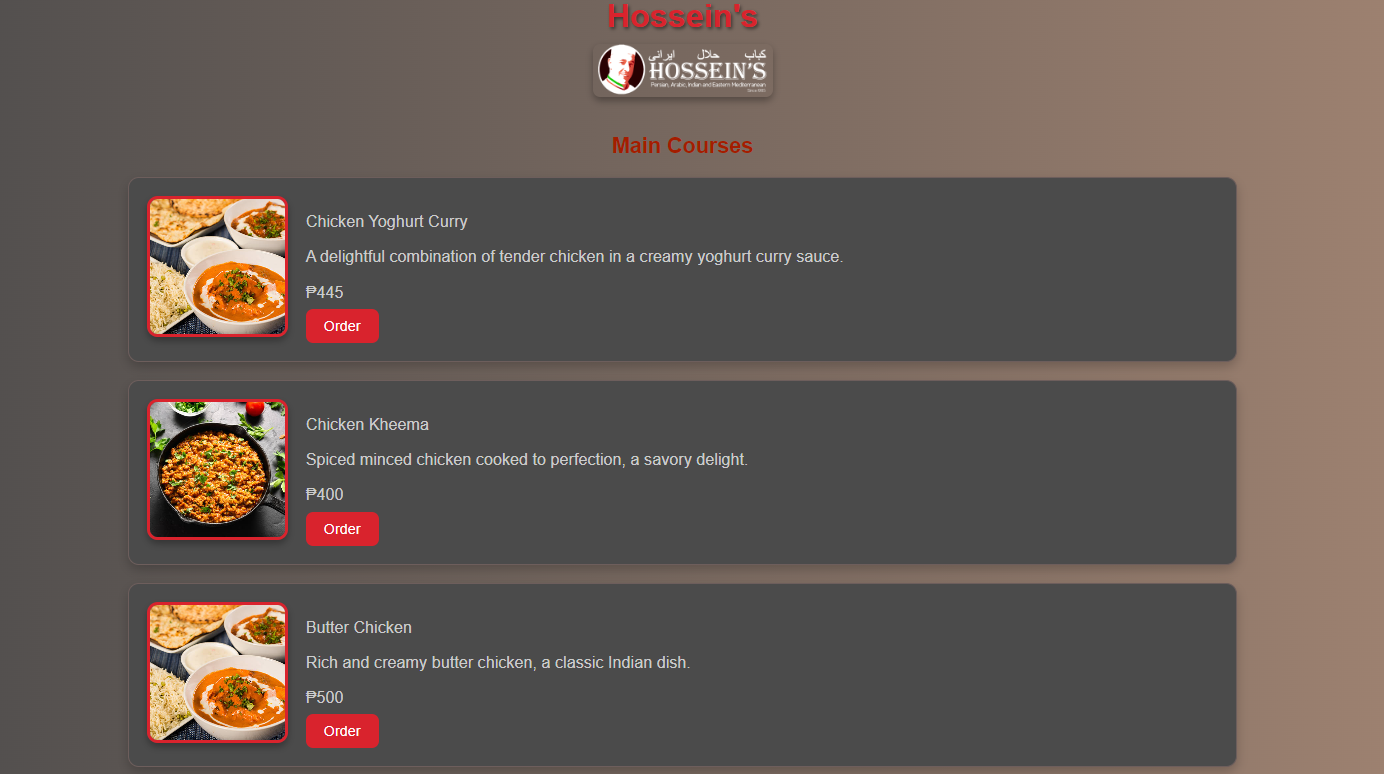 Hossein's
ایرانی حلال کباب
HOSSEIN'S
Persian, Arabic, Indian and Eastern Mediterranean
Since 1985
Main Courses
Chicken Yoghurt Curry
A delightful combination of tender chicken in a creamy yoghurt curry sauce.
₱445
Order
Chicken Kheema
Spiced minced chicken cooked to perfection, a savory delight.
₱400
Order
Butter Chicken
Rich and creamy butter chicken, a classic Indian dish.
₱500
Order